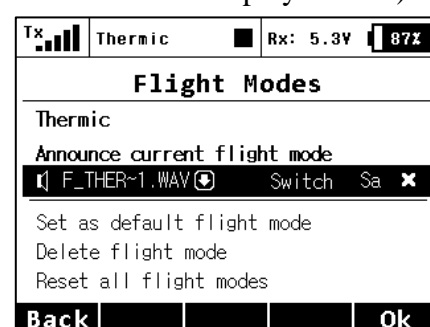 Tx Thermic Rx: 5.3V 87%
Flight Modes
Thermic
Announce current flight mode
F_THER~1.WAV Switch Sa
Set as default flight mode
Delete flight mode
Reset all flight modes
Back Ok